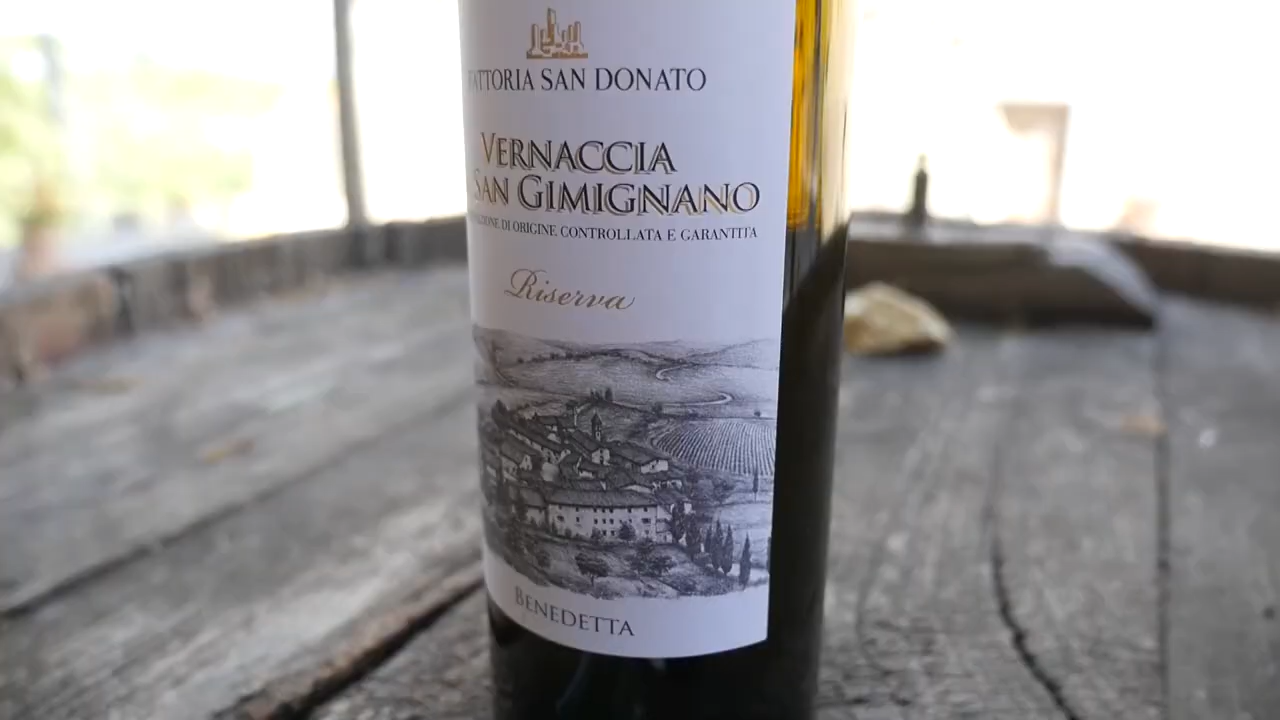 FATTORIA SAN DONATO
VERNACCIA
SAN GIMIGNANO
DI ORIGINE CONTROLLATA E GARANTITA
Riserva
BENEDETTA